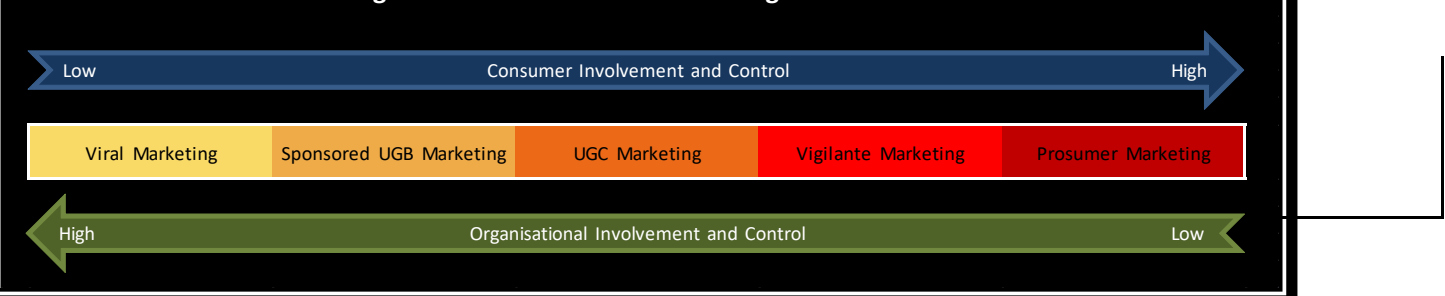 Low Consumer Involvement and Control High
Viral Marketing Sponsored UGB Marketing UGC Marketing Vigilante Marketing Prosumer Marketing
High Organisational Involvement and Control Low